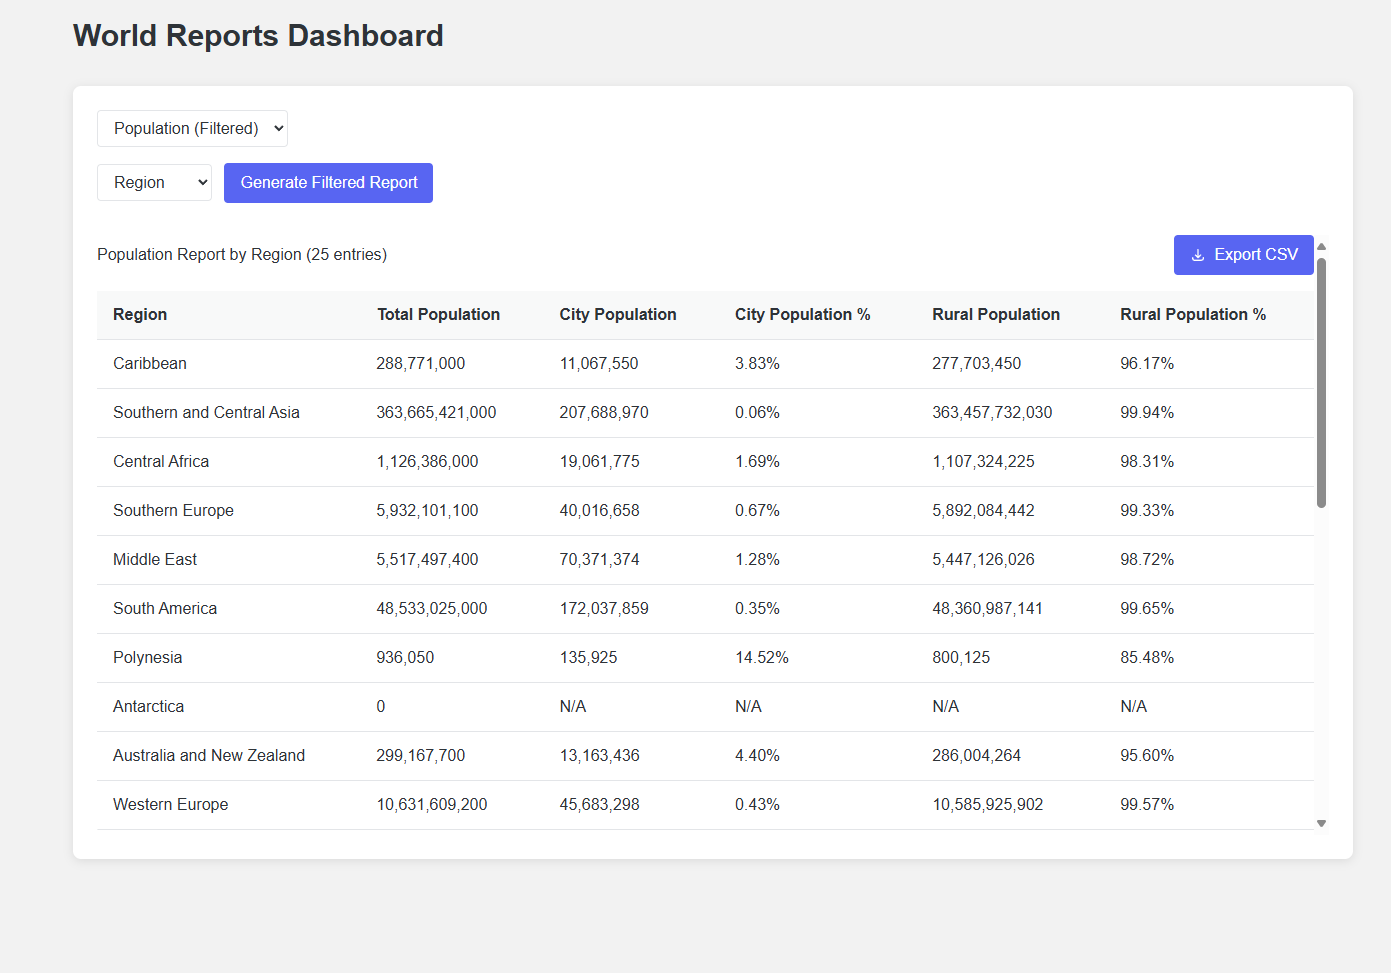 World Reports Dashboard
Population (Filtered)
Region
Generate Filtered Report
Population Report by Region (25 entries)
Export CSV
Region Total Population City Population City Population % Rural Population Rural Population %
Caribbean 288,771,000 11,067,550 3.83% 277,703,450 96.17%
Southern and Central Asia 363,665,421,000 207,688,970 0.06% 363,457,732,030 99.94%
Central Africa 1,126,386,000 19,061,775 1.69% 1,107,324,225 98.31%
Southern Europe 5,932,101,100 40,016,658 0.67% 5,892,084,442 99.33%
Middle East 5,517,497,400 70,371,374 1.28% 5,447,126,026 98.72%
South America 48,533,025,000 172,037,859 0.35% 48,360,987,141 99.65%
Polynesia 936,050 135,925 14.52% 800,125 85.48%
Antarctica 0 N/A N/A N/A N/A
Australia and New Zealand 299,167,700 13,163,436 4.40% 286,004,264 95.60%
Western Europe 10,631,609,200 45,683,298 0.43% 10,585,925,902 99.57%